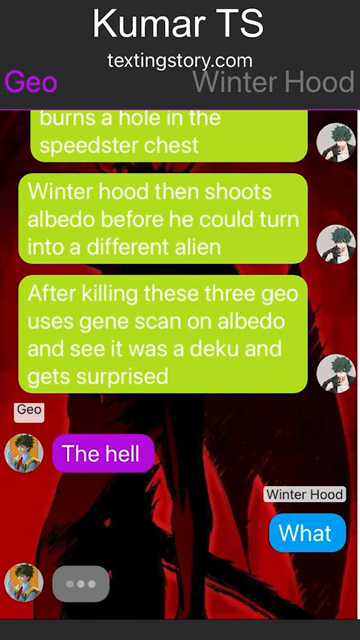 Kumar TS
textingstory.com
Geo
Winter Hood
burns a hole in the
speedster chest
Winter hood then shoots
albedo before he could turn
into a different alien
After killing these three geo
uses gene scan on albedo
and see it was a deku and
gets surprised
Geo
The hell
Winter Hood
What